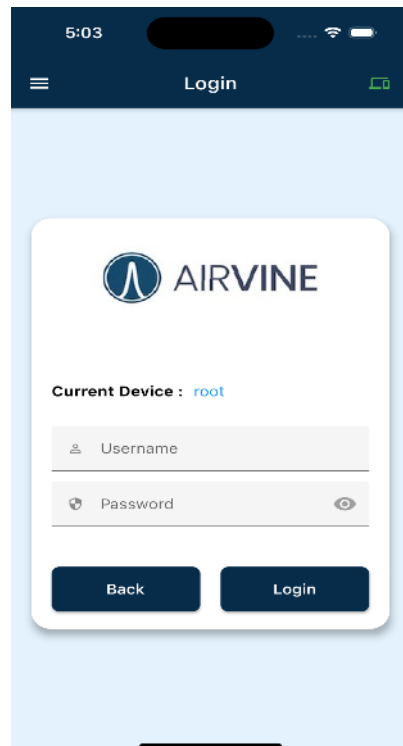 5:03
Login
AIRVINE
Current Device : root
Username
Password
Back Login